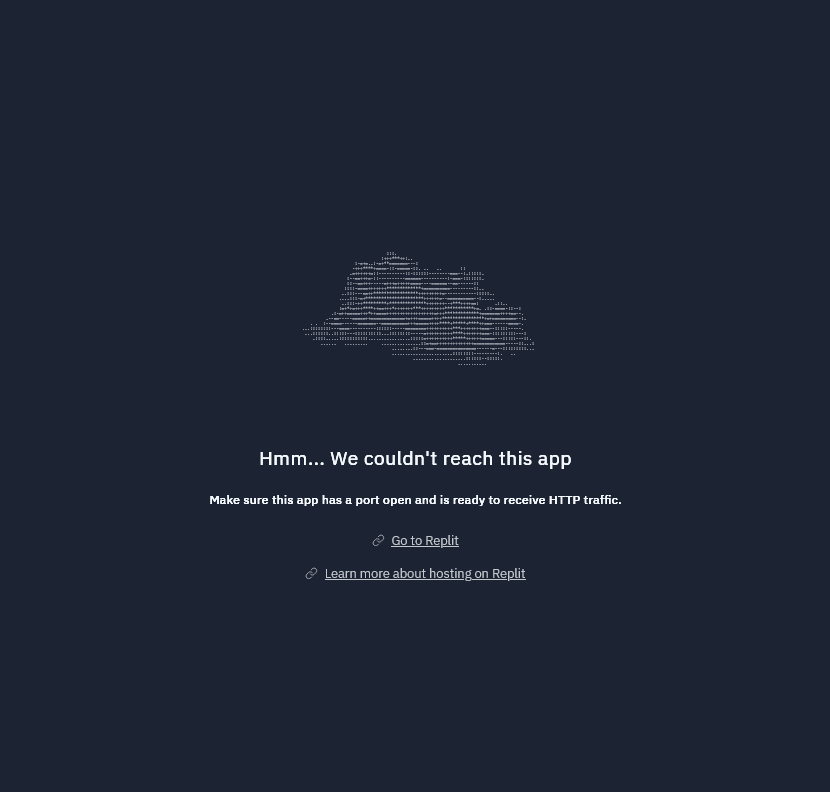 Hmm... We couldn't reach this app
Make sure this app has a port open and is ready to receive HTTP traffic.
Go to Replit
Learn more about hosting on Replit